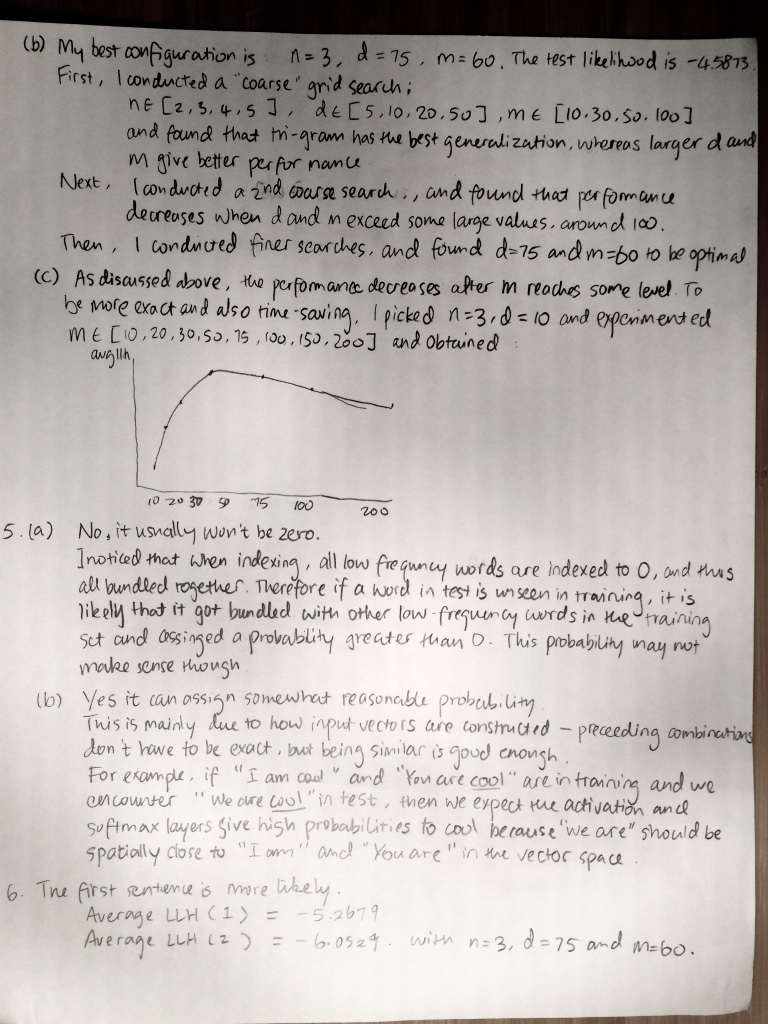 (b) My best configuration is n=3, d=75, m=60. The test likelihood is -4.5873.
First, I conducted a "coarse" grid search;
n∈[2,3,4,5], d∈[5,10,20,50], m∈[10,30,50,100]
and found that tri-gram has the best generalization, whereas larger d and
m give better performance
Next, I conducted a 2nd coarse search., and found that performance
decreases when d and m exceed some large values, around 100.
Then, I conducted finer searches, and found d=75 and m=60 to be optimal
(c) As discussed above, the performance decreases after m reaches some level. To
be more exact and also time-saving, I picked n=3, d=10 and experimented
m∈[10,20,30,50,75,100,150,200] and obtained:
avg llh
10 20 30 50 75 100 200
5.(a) No, it usually won't be zero.
I noticed that when indexing, all low frequncy words are indexed to 0, and thus
all bundled together. Therefore if a word in test is unseen in training, it is
likely that it got bundled with other low-frequency words in the training
set and assinged a probablity greater than 0. This probability may not
make sense though.
(b) Yes it can assign somewhat reasonable probability.
This is mainly due to how input vectors are constructed – preceeding combinations
don't have to be exact, but being similar is good enough.
For example, if "I am cool" and "You are cool" are in training and we
encounter "We are cool" in test, then we expect the activation and
softmax layers give high probabilities to cool because "we are" should be
spatially close to "I am" and "You are" in the vector space.
6. The first sentence is more likely.
Average LLH (1) = -5.2679
Average LLH (2) = -6.0529. with n=3, d=75 and m=60.